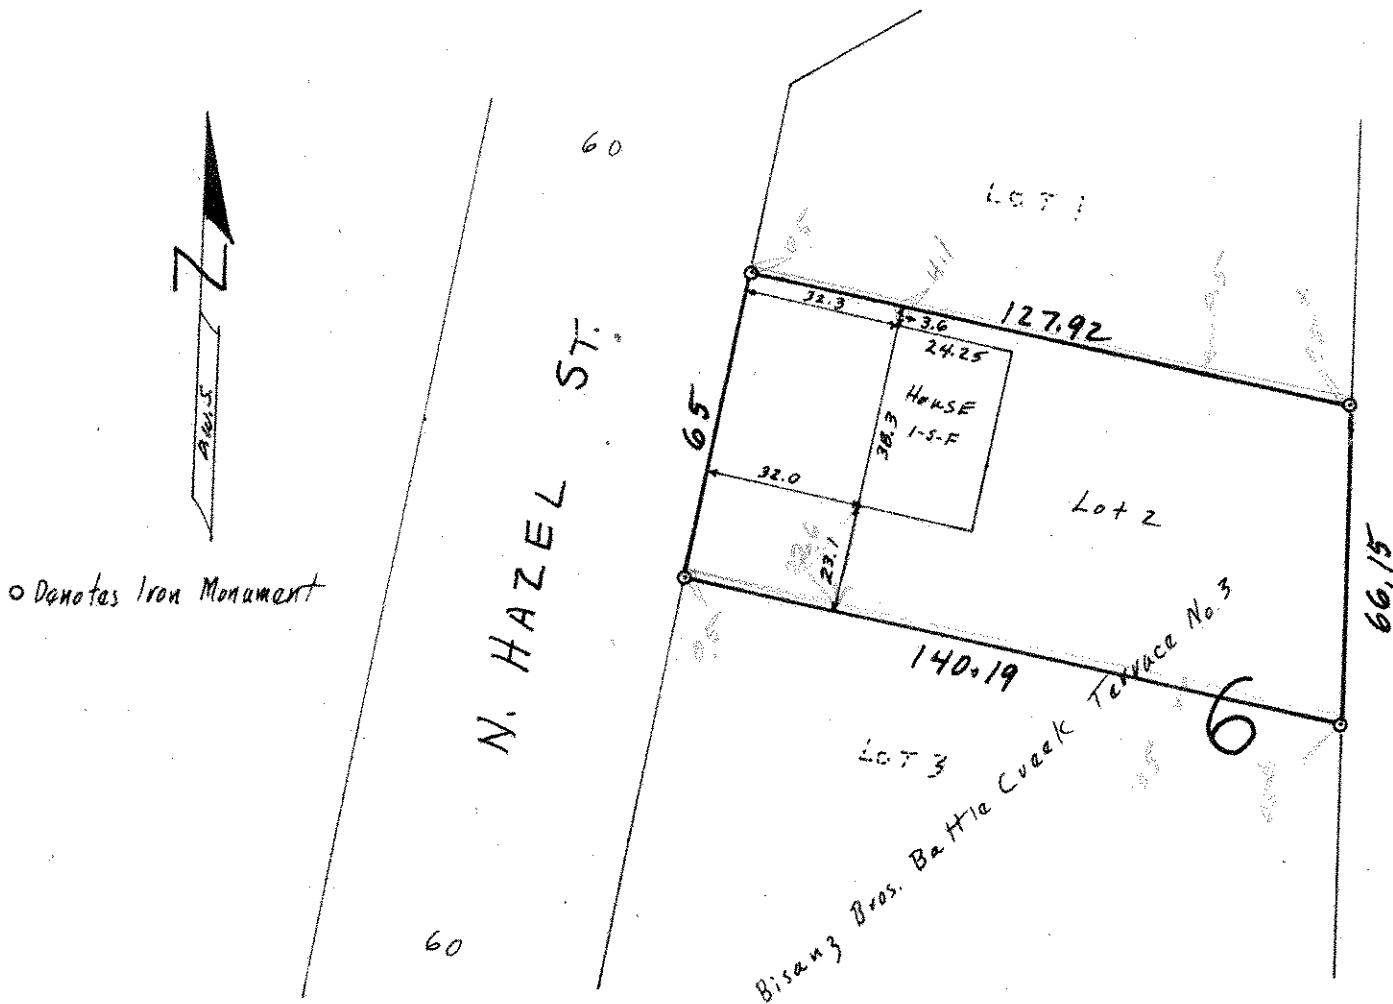 60
N
LOT 1
4.1
32.3
3.6
127.92
24.25
N. HAZEL ST.
65
House
1-S-F
38.3
32.0
Lot 2
23.1
66.15
o Denotes Iron Monument
140.19
6
LOT 3
Bisanz Bros. Battle Creek Terrace No. 3
60